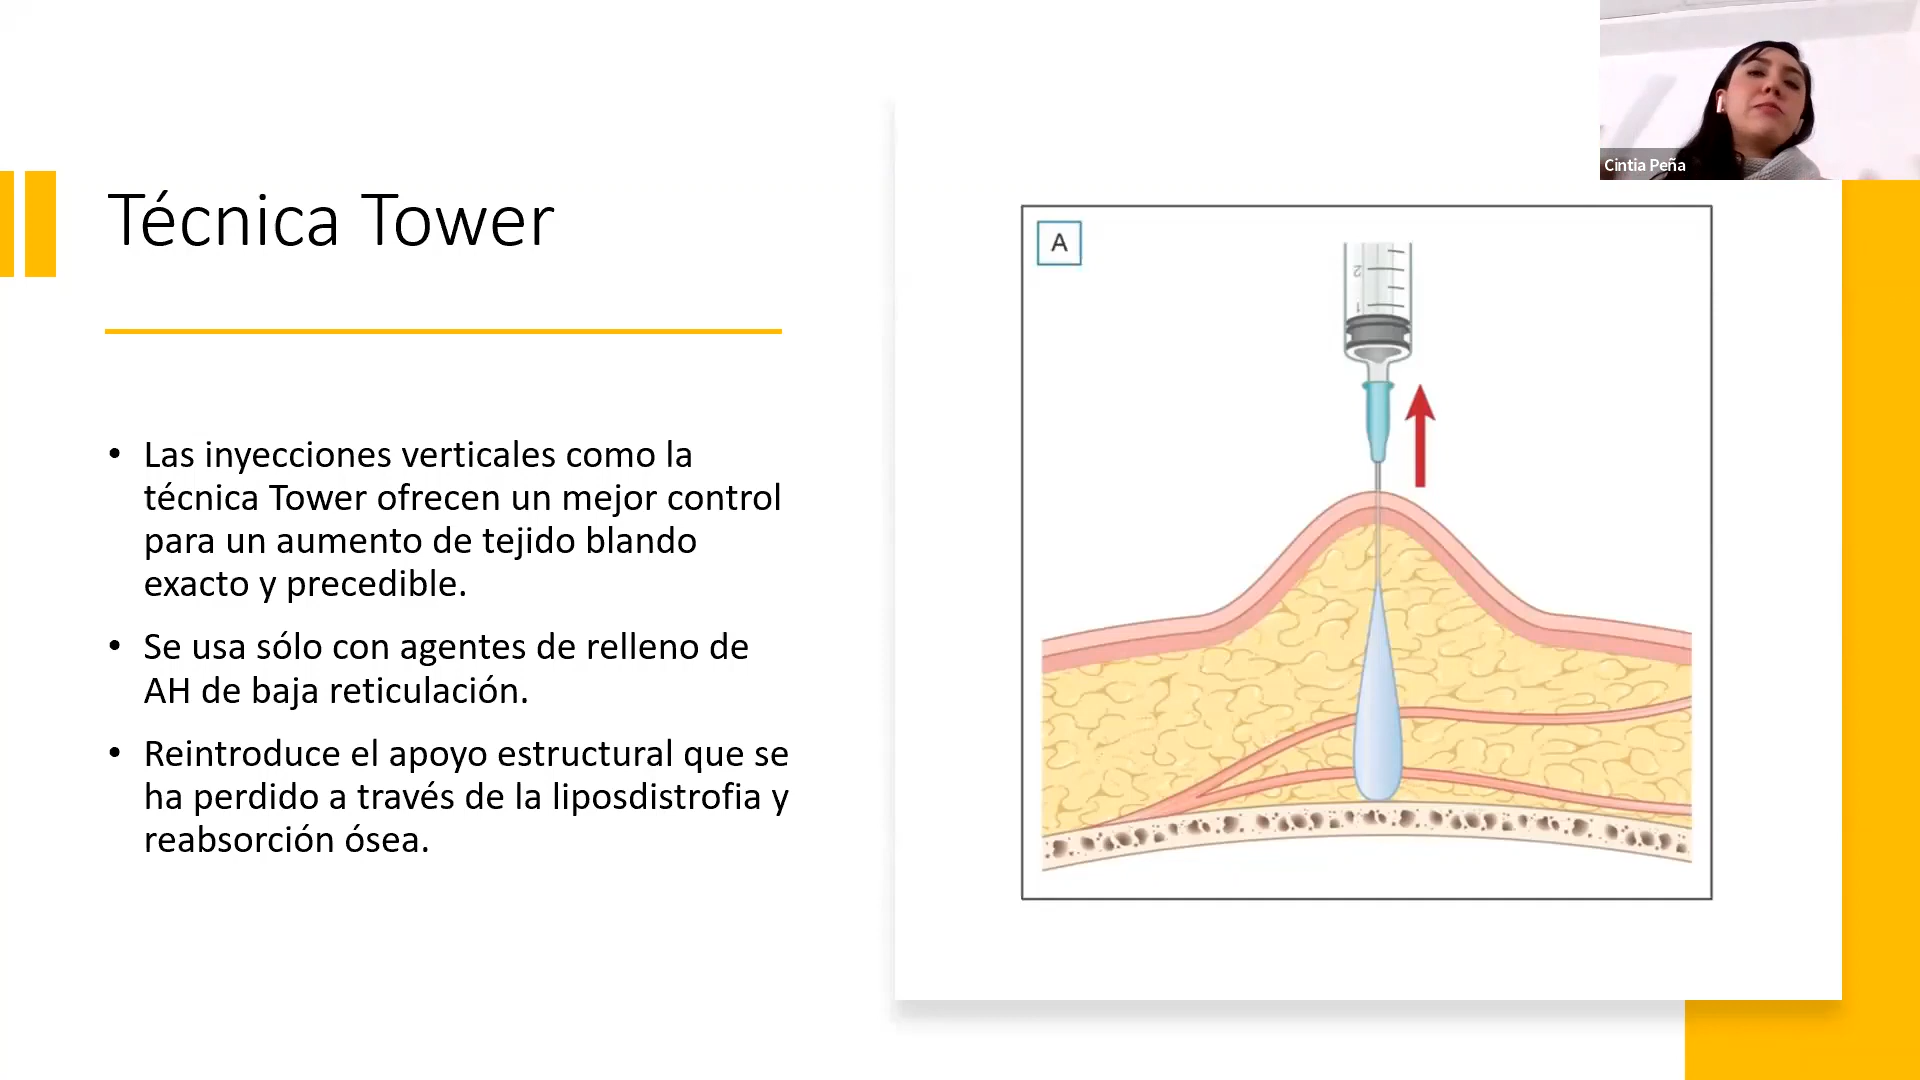 Cintia Peña
Técnica Tower
A
2
1
• Las inyecciones verticales como la
técnica Tower ofrecen un mejor control
para un aumento de tejido blando
exacto y precedible.
• Se usa sólo con agentes de relleno de
AH de baja reticulación.
• Reintroduce el apoyo estructural que se
ha perdido a través de la liposdistrofia y
reabsorción ósea.